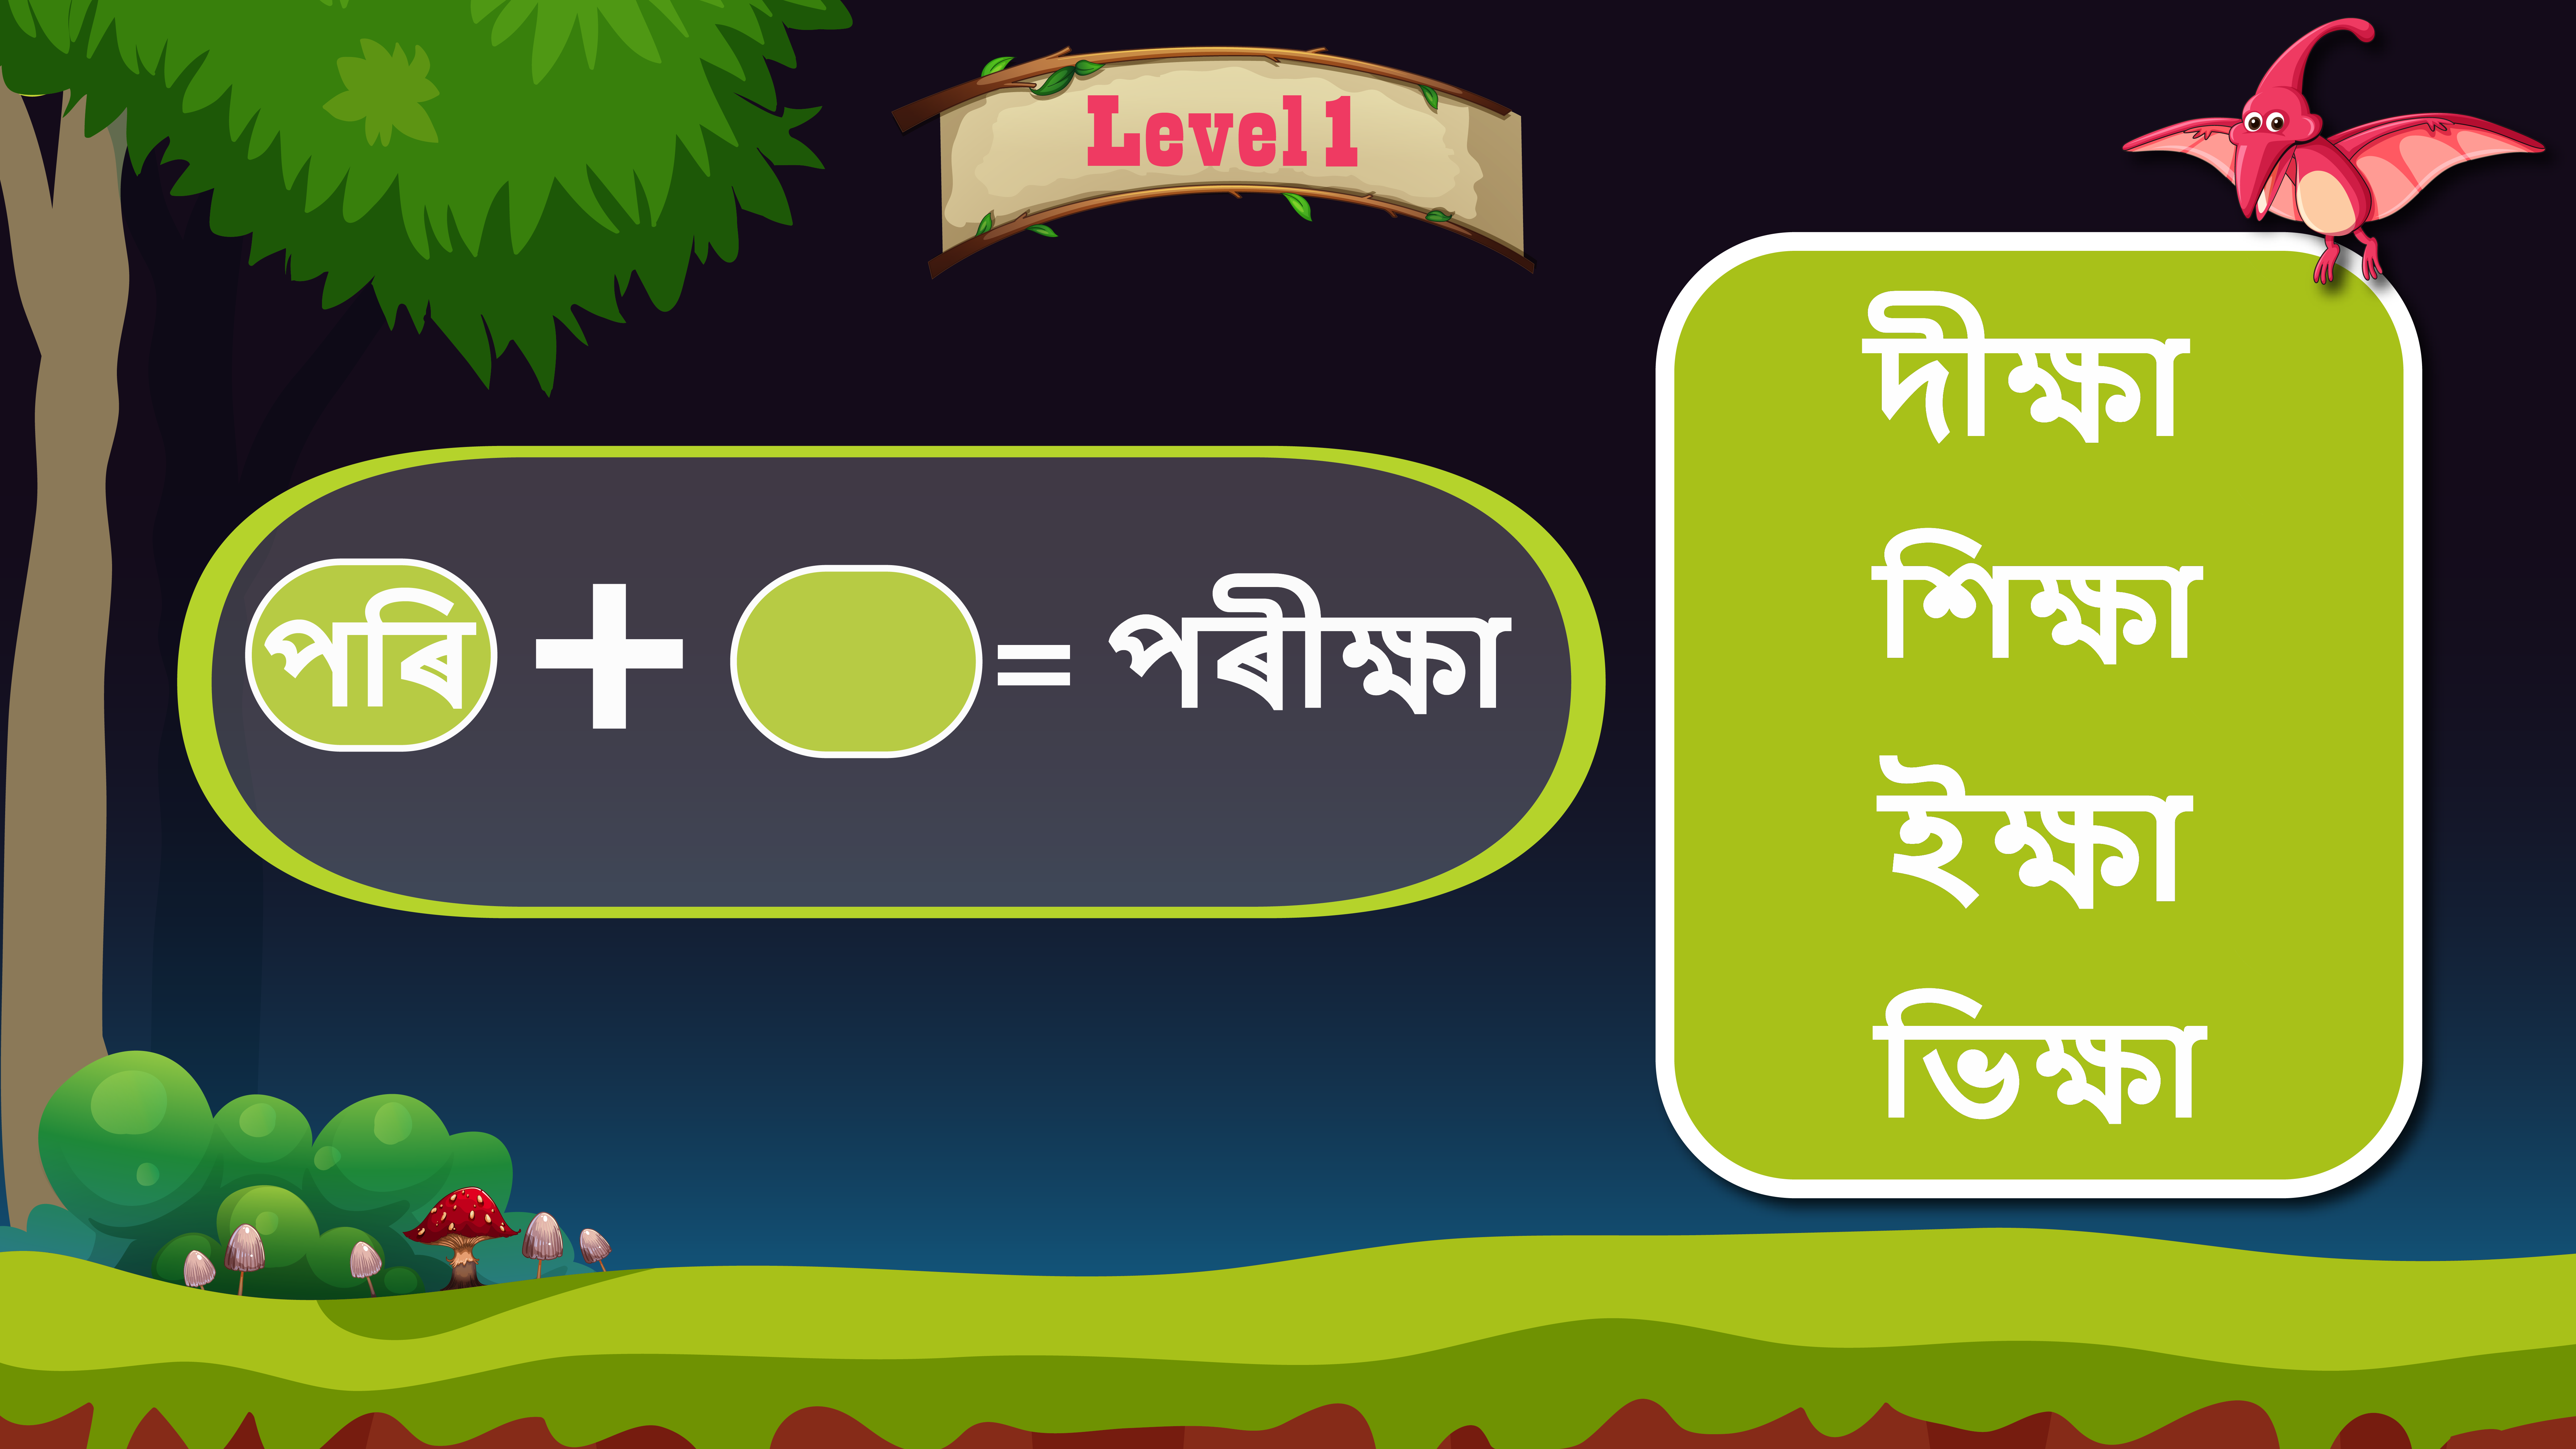 Level 1
পৰি + = পৰীক্ষা
দীক্ষা
শিক্ষা
ইক্ষা
ভিক্ষা